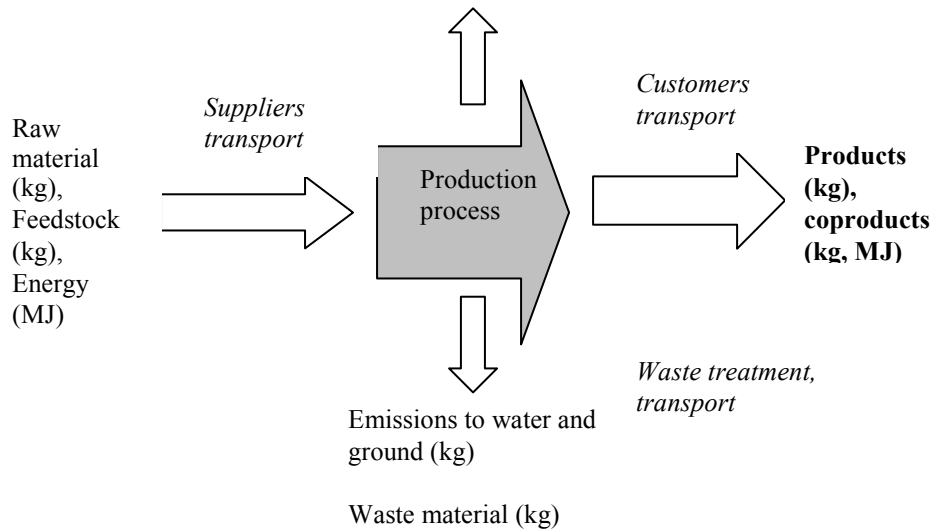 Suppliers
transport
Customers
transport
Raw
material
(kg),
Feedstock
(kg),
Energy
(MJ)
Production
process
Products
(kg),
coproducts
(kg, MJ)
Waste treatment,
transport
Emissions to water and
ground (kg)
Waste material (kg)